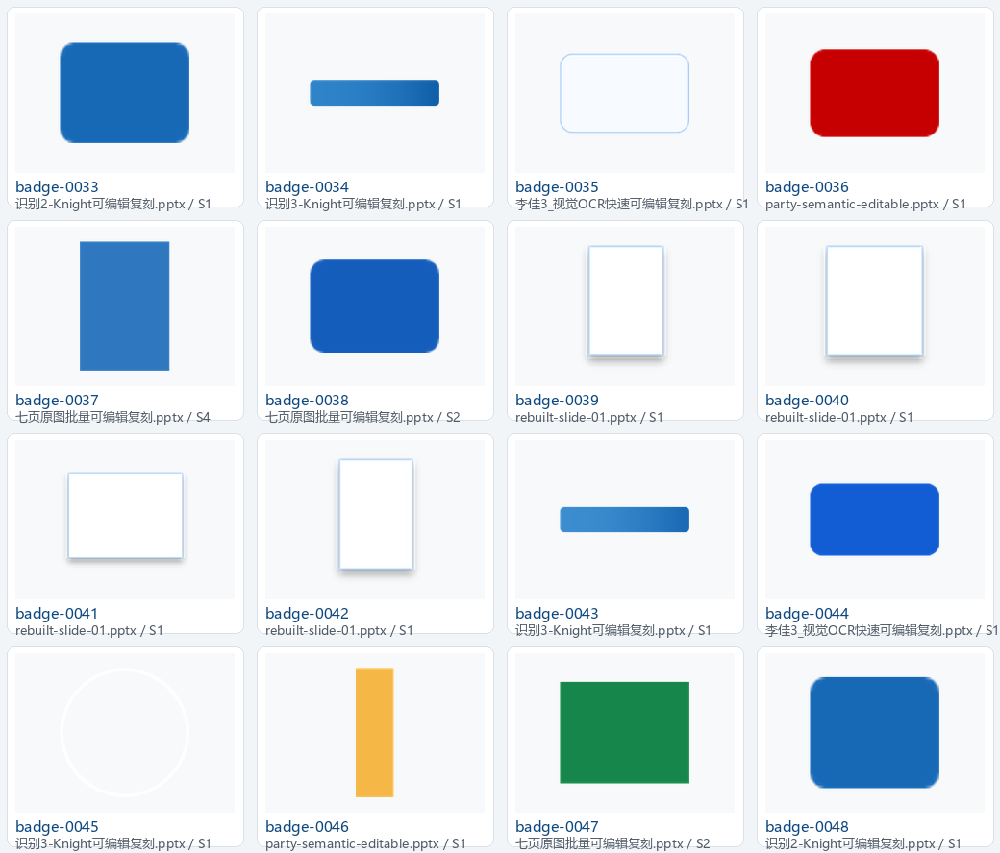 badge-0033
识别2-Knight可编辑复刻.pptx / S1
badge-0034
识别3-Knight可编辑复刻.pptx / S1
badge-0035
李佳3_视觉OCR快速可编辑复刻.pptx / S1
badge-0036
party-semantic-editable.pptx / S1
badge-0037
七页原图批量可编辑复刻.pptx / S4
badge-0038
七页原图批量可编辑复刻.pptx / S2
badge-0039
rebuilt-slide-01.pptx / S1
badge-0040
rebuilt-slide-01.pptx / S1
badge-0041
rebuilt-slide-01.pptx / S1
badge-0042
rebuilt-slide-01.pptx / S1
badge-0043
识别3-Knight可编辑复刻.pptx / S1
badge-0044
李佳3_视觉OCR快速可编辑复刻.pptx / S1
badge-0045
识别3-Knight可编辑复刻.pptx / S1
badge-0046
party-semantic-editable.pptx / S1
badge-0047
七页原图批量可编辑复刻.pptx / S2
badge-0048
识别2-Knight可编辑复刻.pptx / S1